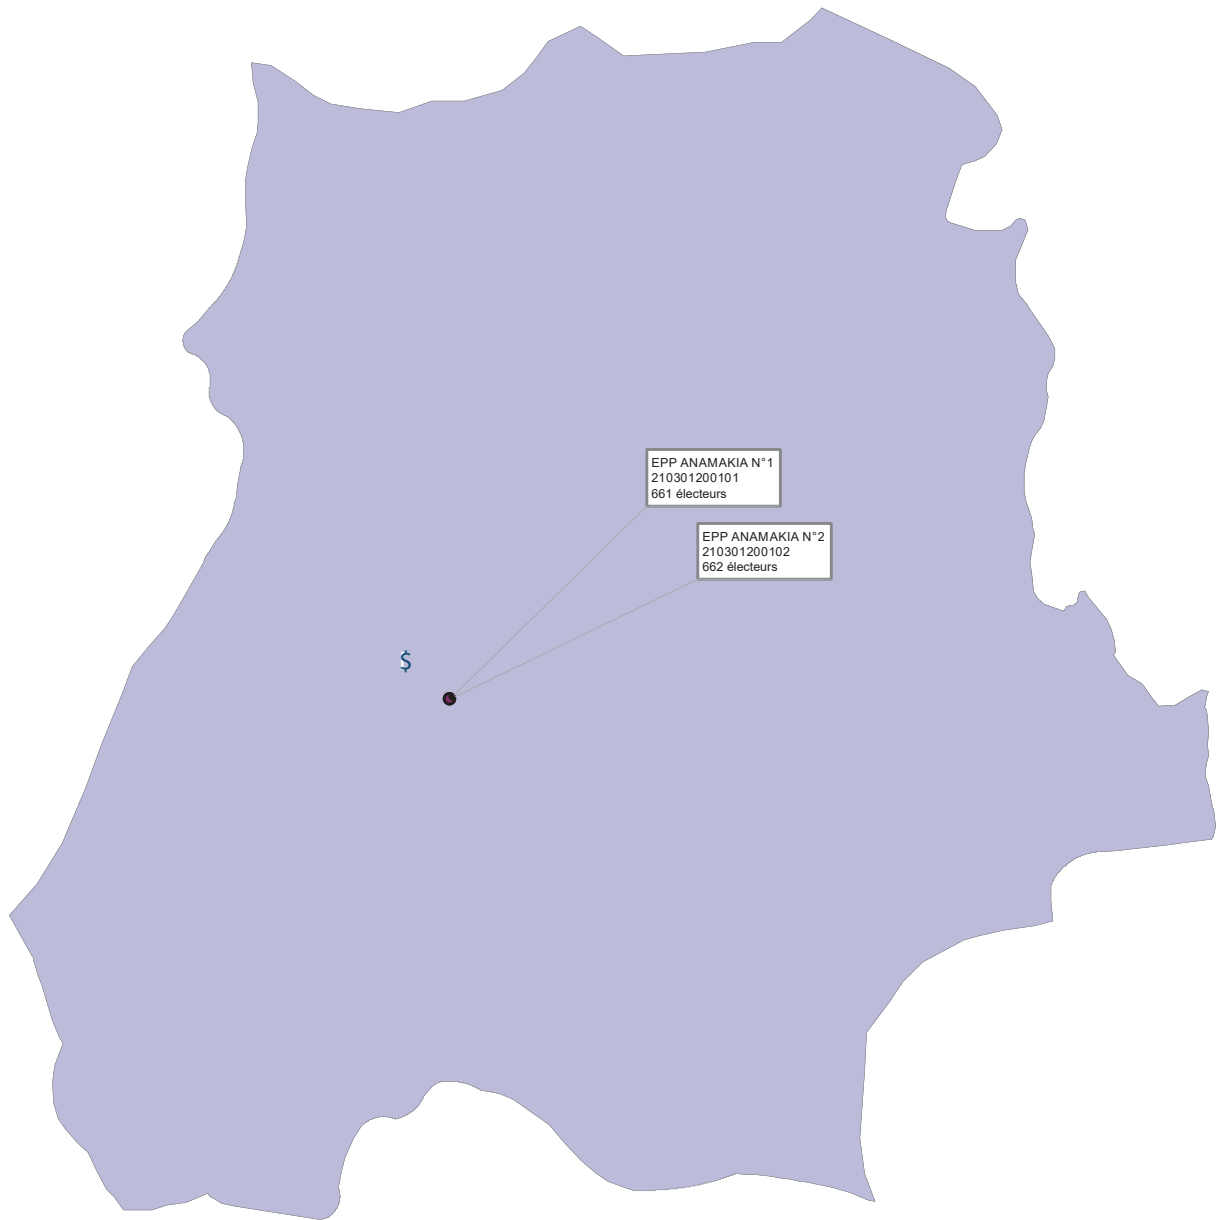 EPP ANAMAKIA N°1
210301200101
661 électeurs
EPP ANAMAKIA N°2
210301200102
662 électeurs
$